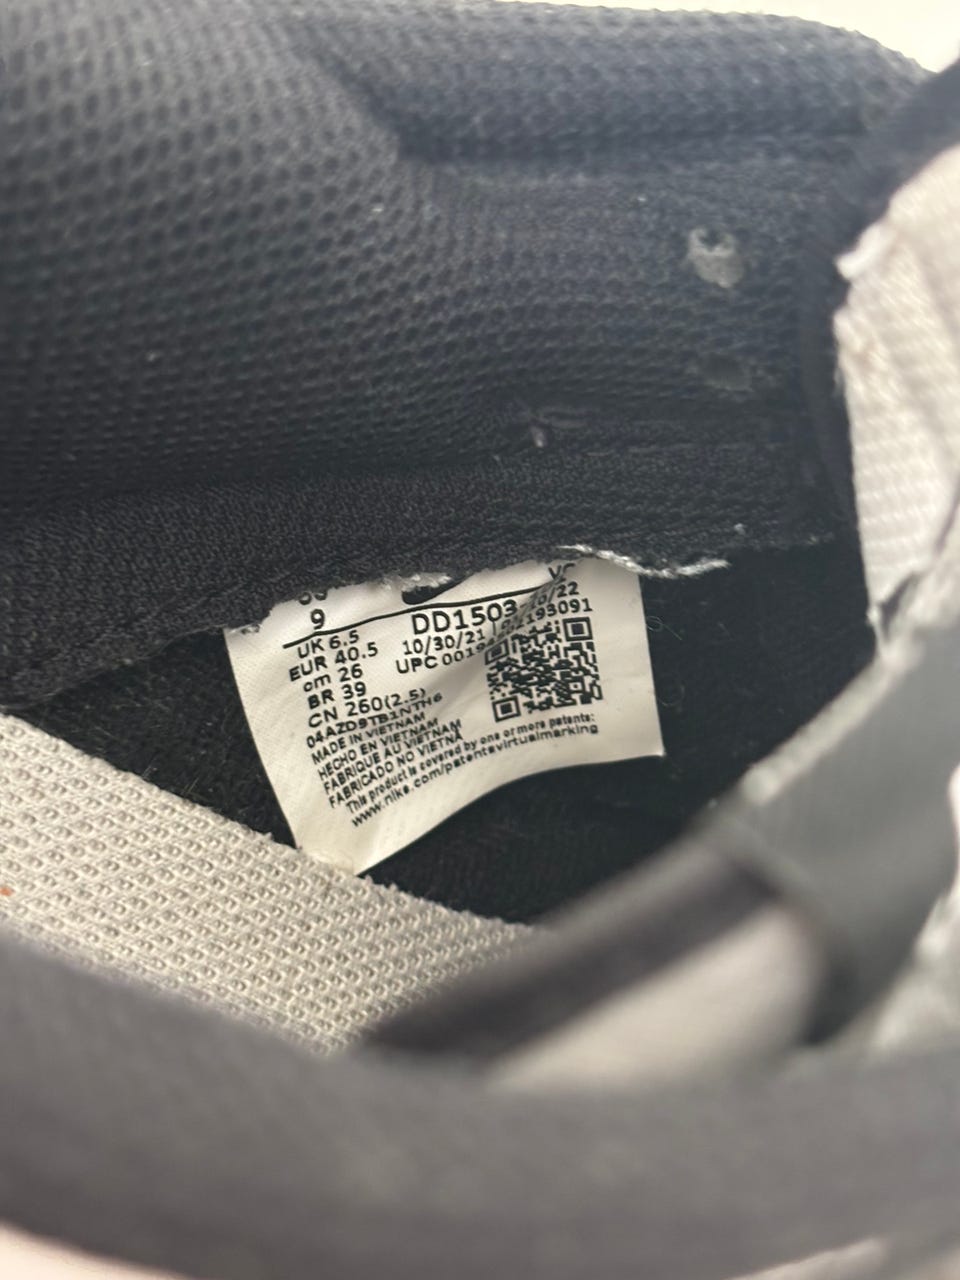 9
UK 6.5
EUR 40.5
cm 26
BR 39
CN 260(2.5)
04AZD9TB1NTH6
MADE IN VIETNAM
HECHO EN VIETNAM
FABRIQUE AU VIETNAM
FABRICADO NO VIETNA
This product is covered by one or more patents:
www.nike.com/patentsvirtualmarking
DD1503
10/30/21
UPC